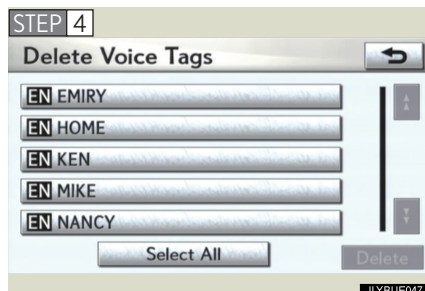 STEP 4
Delete Voice Tags
EN EMIRY
EN HOME
EN KEN
EN MIKE
EN NANCY
Select All
Delete